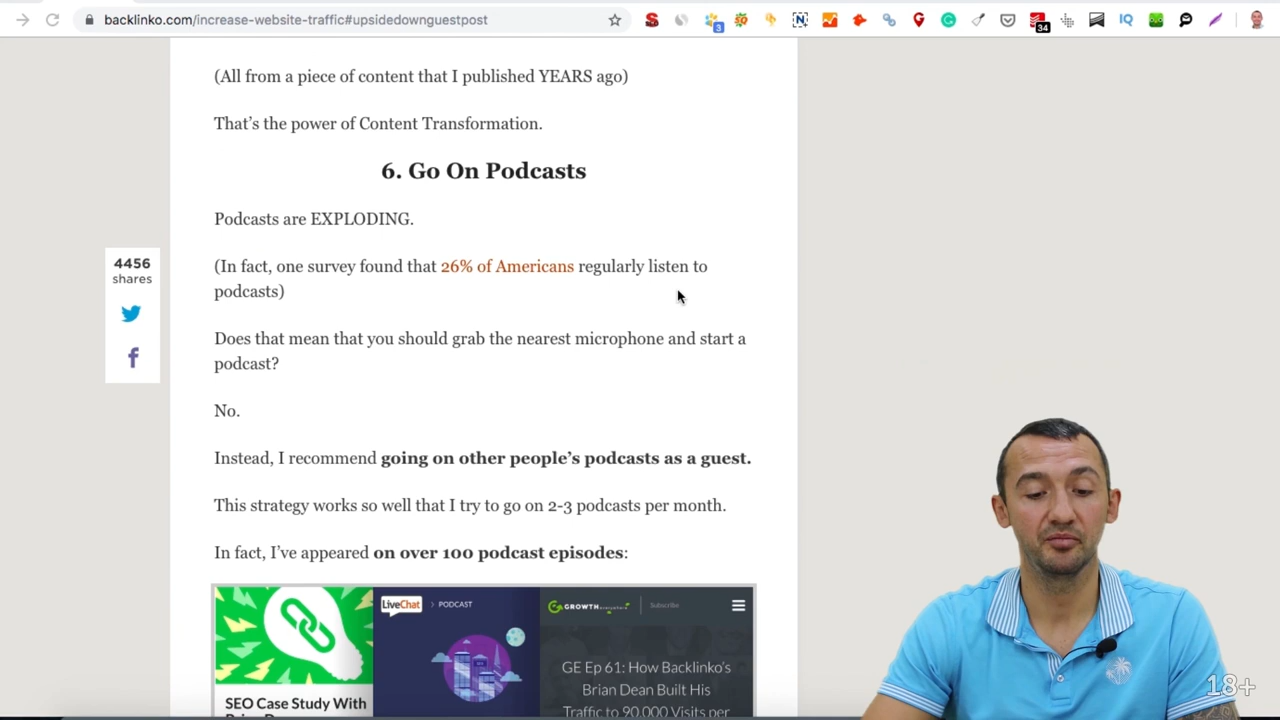 backlinko.com/increase-website-traffic#upsidedownguestpost
3
34
IQ
(All from a piece of content that I published YEARS ago)
That's the power of Content Transformation.
6. Go On Podcasts
Podcasts are EXPLODING.
(In fact, one survey found that 26% of Americans regularly listen to
podcasts)
4456
shares
Does that mean that you should grab the nearest microphone and start a
podcast?
No.
Instead, I recommend going on other people's podcasts as a guest.
This strategy works so well that I try to go on 2-3 podcasts per month.
In fact, I've appeared on over 100 podcast episodes:
LiveChat > PODCAST
GROWTH Subscribe
SEO Case Study With
GE Ep 61: How Backlinko's
Brian Dean Built His
Traffic to 90,000 Visits per
18+